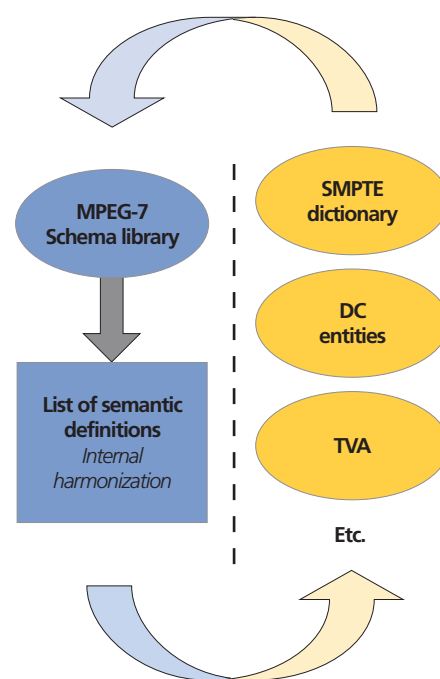 MPEG-7
Schema library
List of semantic
definitions
Internal
harmonization
SMPTE
dictionary
DC
entities
TVA
Etc.